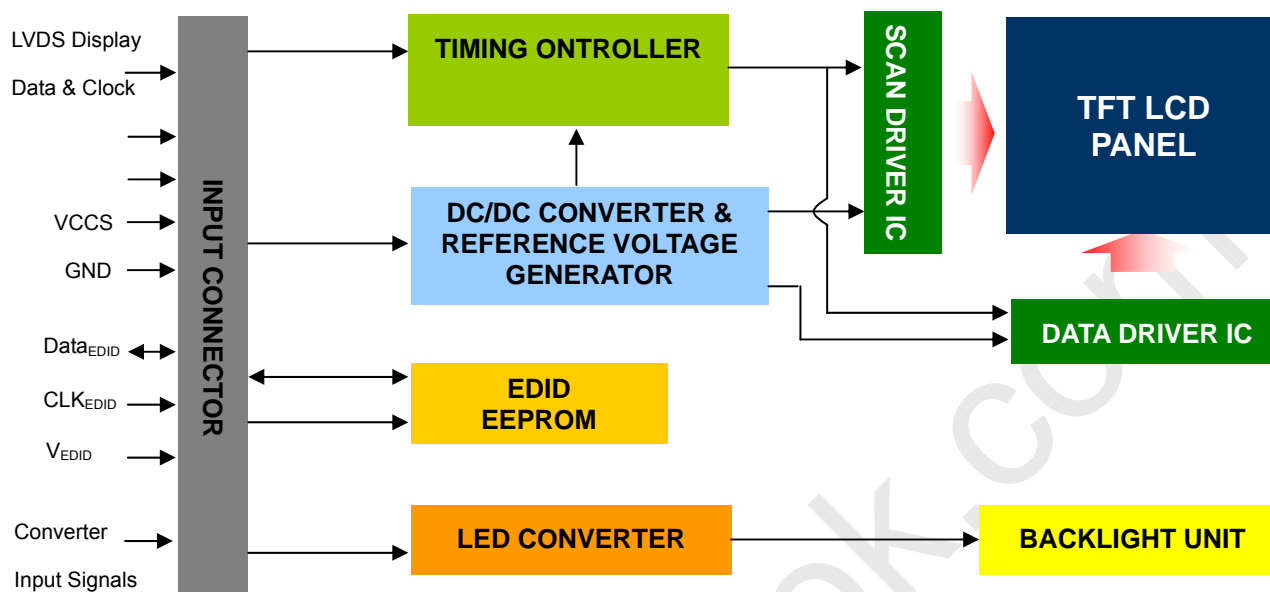 LVDS Display
Data & Clock
VCCS
GND
DataEDID
CLKEDID
VEDID
Converter
Input Signals
INPUT CONNECTOR
TIMING ONTROLLER
DC/DC CONVERTER &
REFERENCE VOLTAGE
GENERATOR
EDID
EEPROM
LED CONVERTER
SCAN DRIVER IC
TFT LCD
PANEL
DATA DRIVER IC
BACKLIGHT UNIT